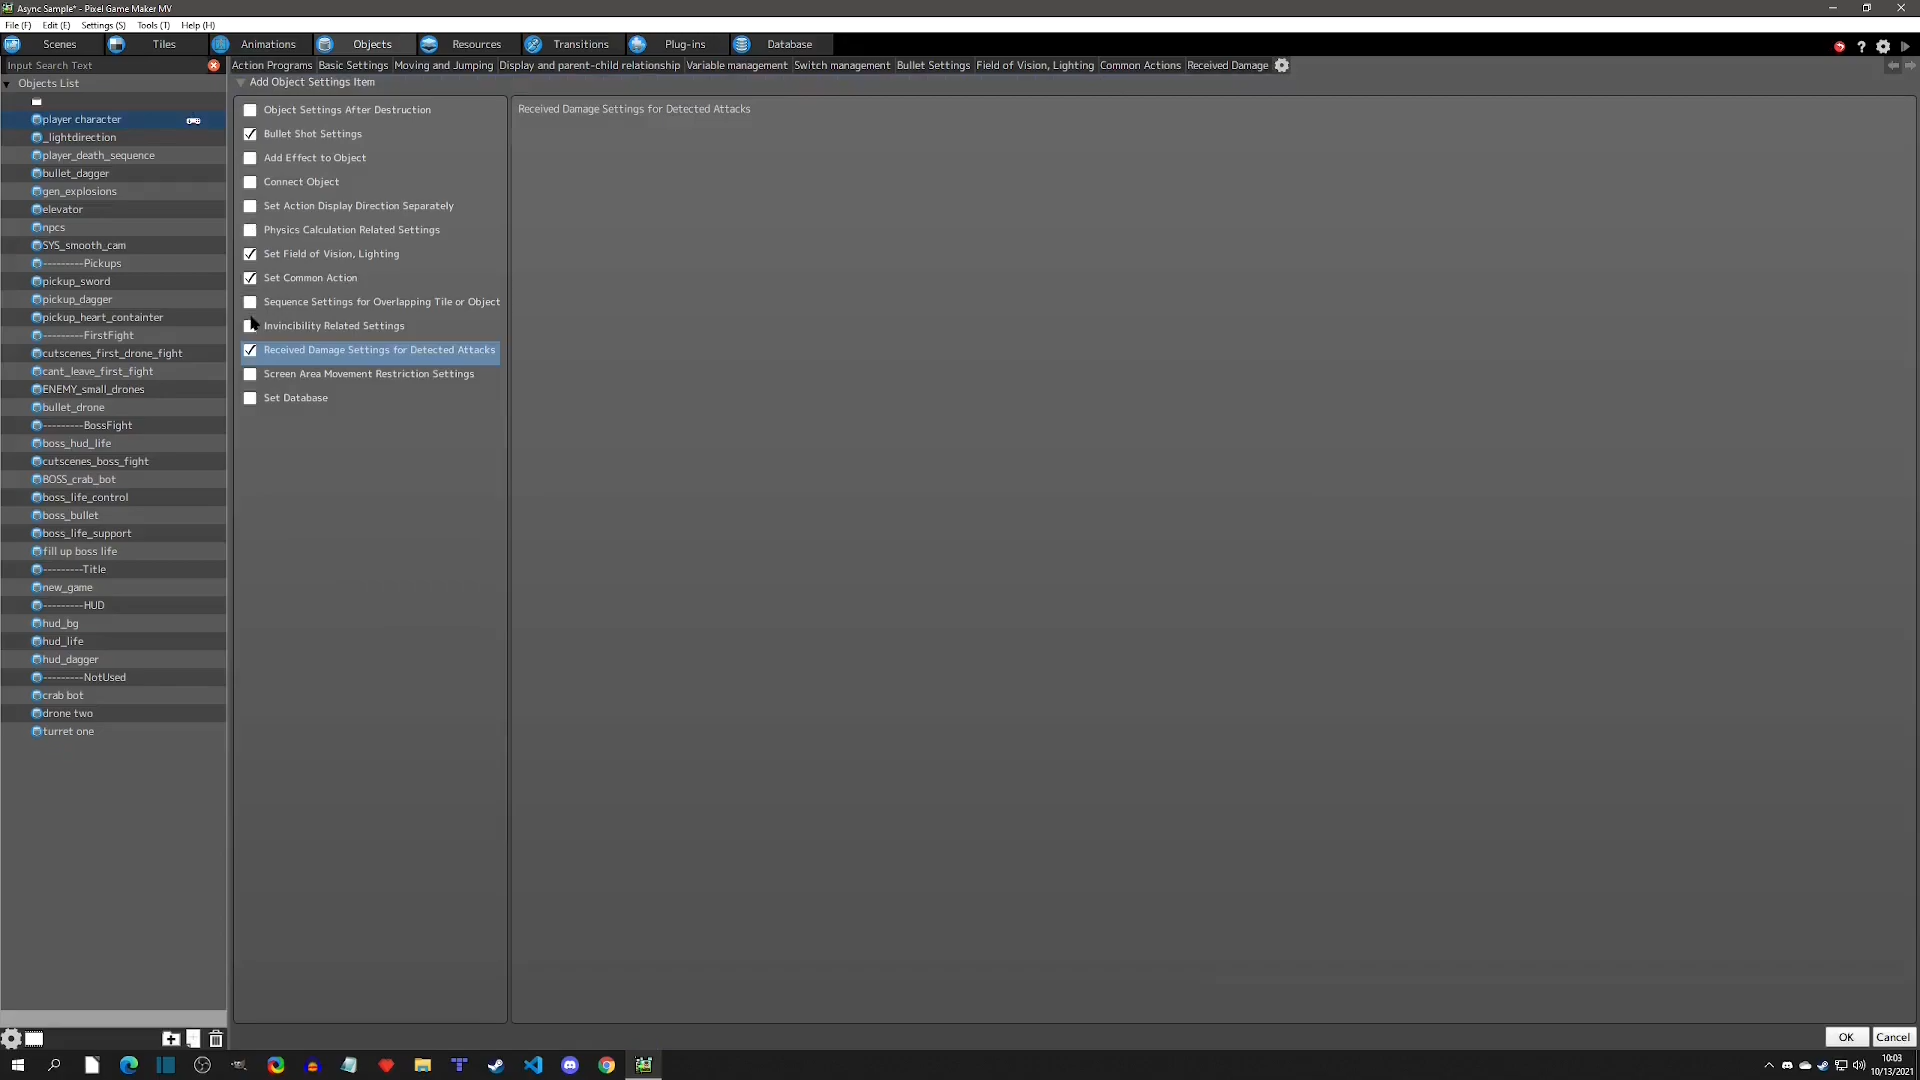 Async Sample* - Pixel Game Maker MV
File (F) Edit (E) Settings (S) Tools (T) Help (H)
Scenes Tiles Animations Objects Resources Transitions Plug-ins Database
Input Search Text
Action Programs Basic Settings Moving and Jumping Display and parent-child relationship Variable management Switch management Bullet Settings Field of Vision, Lighting Common Actions Received Damage
Objects List
player character
_lightdirection
player_death_sequence
bullet_dagger
gen_explosions
elevator
npcs
SYS_smooth_cam
---------Pickups
pickup_sword
pickup_dagger
pickup_heart_containter
---------FirstFight
cutscenes_first_drone_fight
cant_leave_first_fight
ENEMY_small_drones
bullet_drone
---------BossFight
boss_hud_life
cutscenes_boss_fight
BOSS_crab_bot
boss_life_control
boss_bullet
boss_life_support
fill up boss life
---------Title
new_game
---------HUD
hud_bg
hud_life
hud_dagger
---------NotUsed
crab bot
drone two
turret one
Add Object Settings Item
Object Settings After Destruction
Bullet Shot Settings
Add Effect to Object
Connect Object
Set Action Display Direction Separately
Physics Calculation Related Settings
Set Field of Vision, Lighting
Set Common Action
Sequence Settings for Overlapping Tile or Object
Invincibility Related Settings
Received Damage Settings for Detected Attacks
Screen Area Movement Restriction Settings
Set Database
Received Damage Settings for Detected Attacks
OK Cancel
10:03
10/13/2021